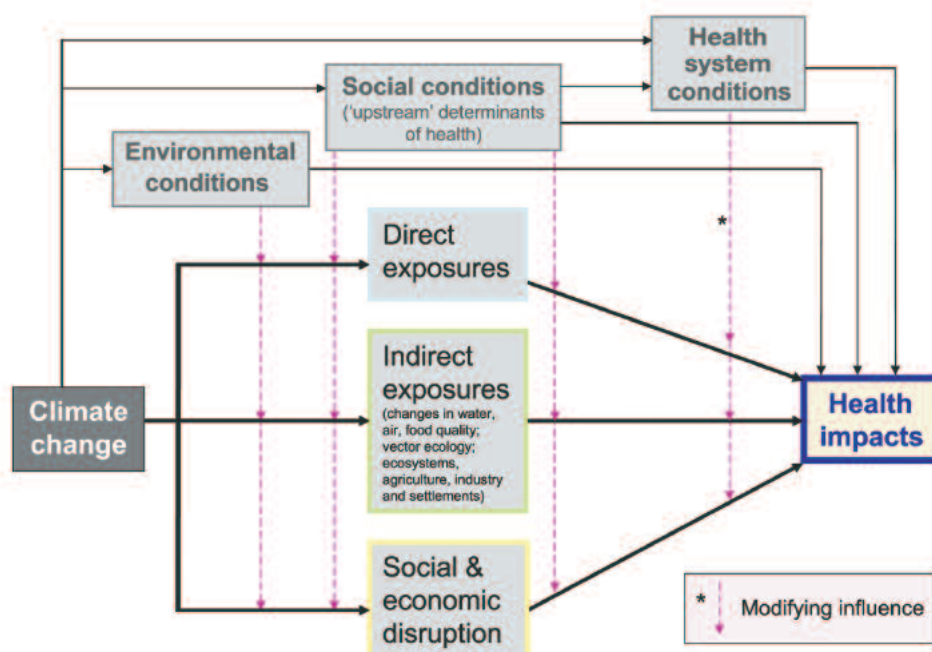 Health
system
conditions
Social conditions
('upstream' determinants
of health)
Environmental
conditions
*
Direct
exposures
Indirect
exposures
(changes in water,
air, food quality;
vector ecology;
ecosystems,
agriculture, industry
and settlements)
Climate
change
Health
impacts
Social &
economic
disruption
* Modifying influence